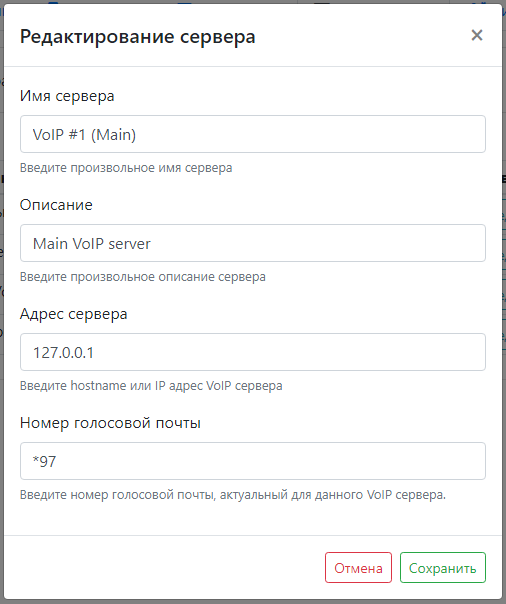 Редактирование сервера ×
Имя сервера
VoIP #1 (Main)
Введите произвольное имя сервера
Описание
Main VoIP server
Введите произвольное описание сервера
Адрес сервера
127.0.0.1
Введите hostname или IP адрес VoIP сервера
Номер голосовой почты
*97
Введите номер голосовой почты, актуальный для данного VoIP сервера.
Отмена Сохранить